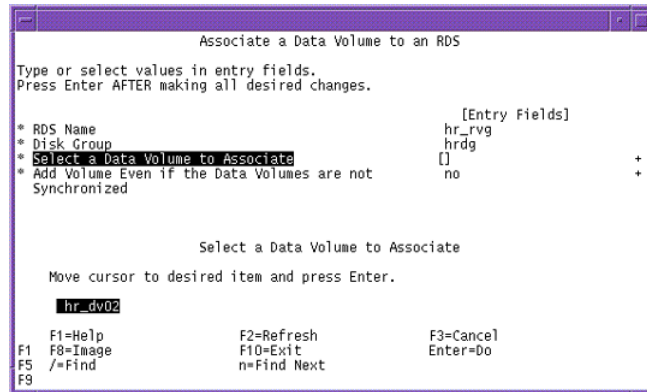 Associate a Data Volume to an RDS
Type or select values in entry fields.
Press Enter AFTER making all desired changes.
[Entry Fields]
* RDS Name hr_rvg
* Disk Group hrdg
* Select a Data Volume to Associate [] +
* Add Volume Even if the Data Volumes are not no +
Synchronized
Select a Data Volume to Associate
Move cursor to desired item and press Enter.
hr_dv02
F1=Help F2=Refresh F3=Cancel
F1 F8=Image F10=Exit Enter=Do
F5 /=Find n=Find Next
F9